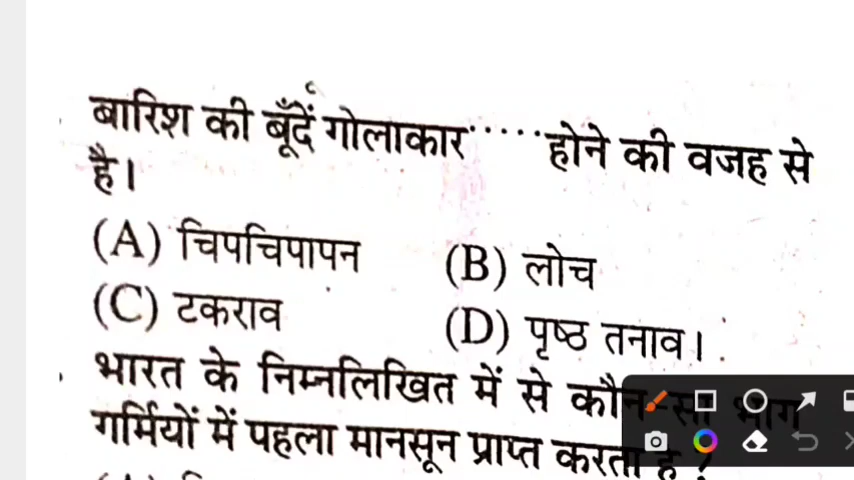 बारिश की बूँदें गोलाकार.....होने की वजह से
है।
(A) चिपचिपापन (B) लोच
(C) टकराव (D) पृष्ठ तनाव।
भारत के निम्नलिखित में से कौन-सा भाग
गर्मियों में पहला मानसून प्राप्त करता है ?